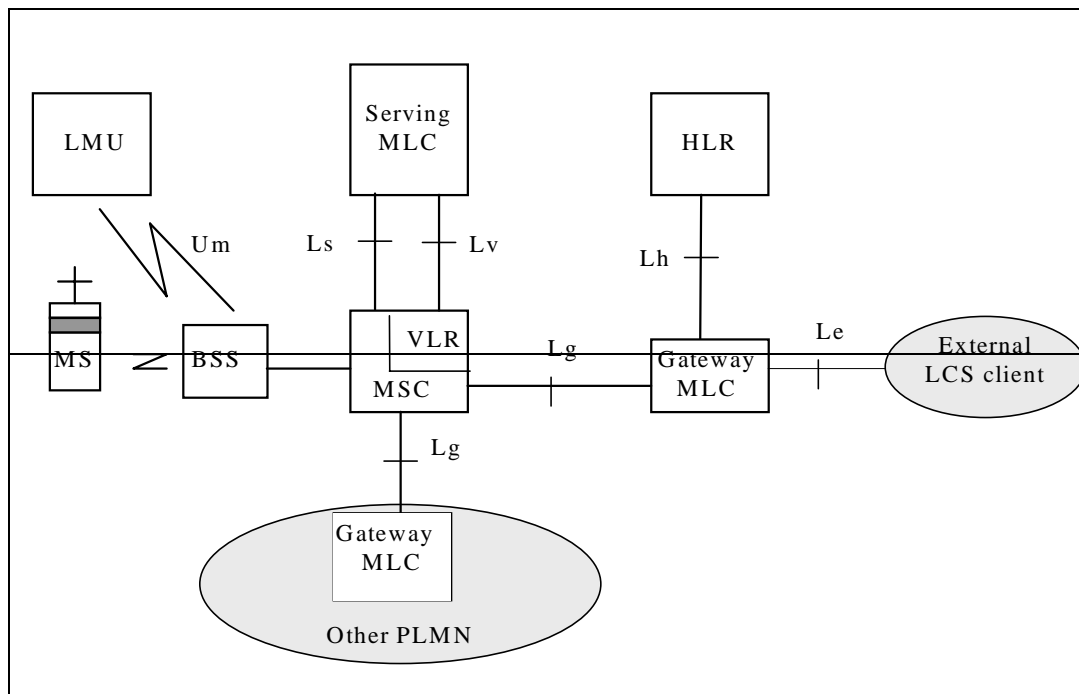 LMU
Serving
MLC
HLR
Um
Ls
Lv
Lh
MS
BSS
VLR
MSC
Lg
Gateway
MLC
Le
External
LCS client
Lg
Gateway
MLC
Other PLMN